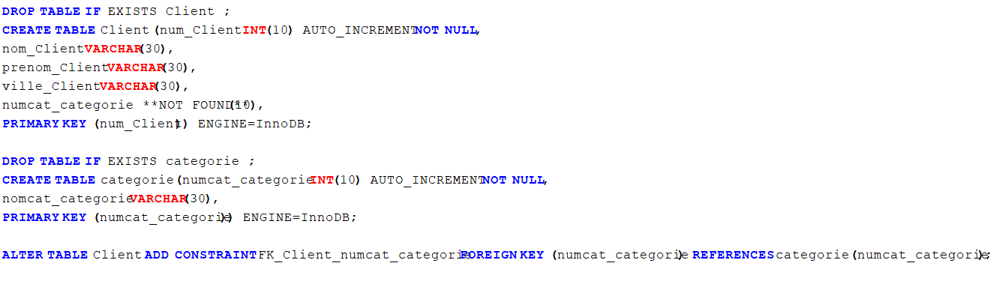 DROP TABLE IF EXISTS Client ;
CREATE TABLE Client (num_Client INT(10) AUTO_INCREMENT NOT NULL,
nom_Client VARCHAR(30),
prenom_Client VARCHAR(30),
ville_Client VARCHAR(30),
numcat_categorie **NOT FOUND**(10),
PRIMARY KEY (num_Client)) ENGINE=InnoDB;
DROP TABLE IF EXISTS categorie ;
CREATE TABLE categorie (numcat_categorie INT(10) AUTO_INCREMENT NOT NULL,
nomcat_categorie VARCHAR(30),
PRIMARY KEY (numcat_categorie)) ENGINE=InnoDB;
ALTER TABLE Client ADD CONSTRAINT FK_Client_numcat_categorie FOREIGN KEY (numcat_categorie) REFERENCES categorie (numcat_categorie);